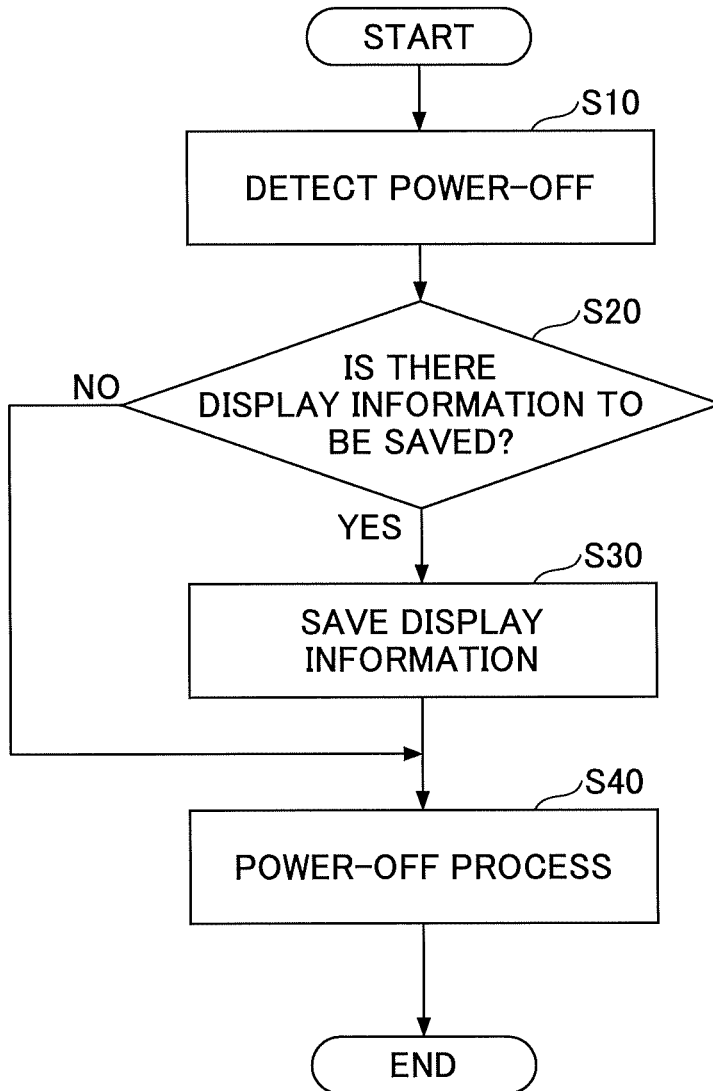 START
S10
DETECT POWER-OFF
S20
IS THERE
DISPLAY INFORMATION TO
BE SAVED?
NO
YES
S30
SAVE DISPLAY
INFORMATION
S40
POWER-OFF PROCESS
END